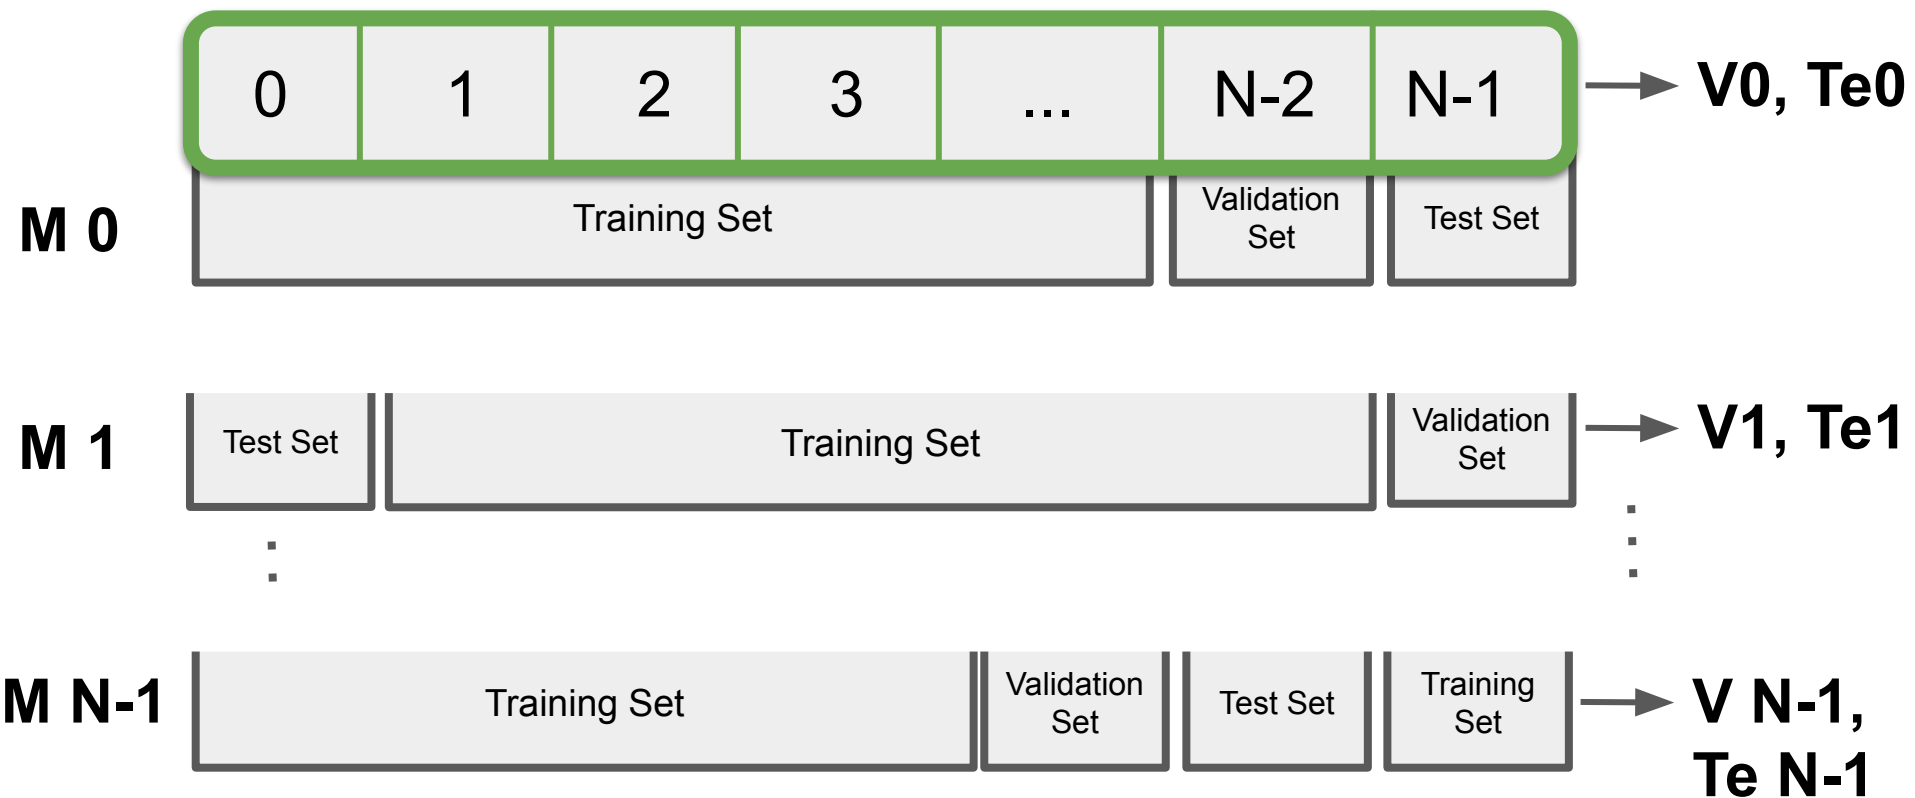 0 1 2 3 ... N-2 N-1 V0, Te0
M 0 Training Set Validation Set Test Set
M 1 Test Set Training Set Validation Set V1, Te1
M N-1 Training Set Validation Set Test Set Training Set V N-1,
Te N-1